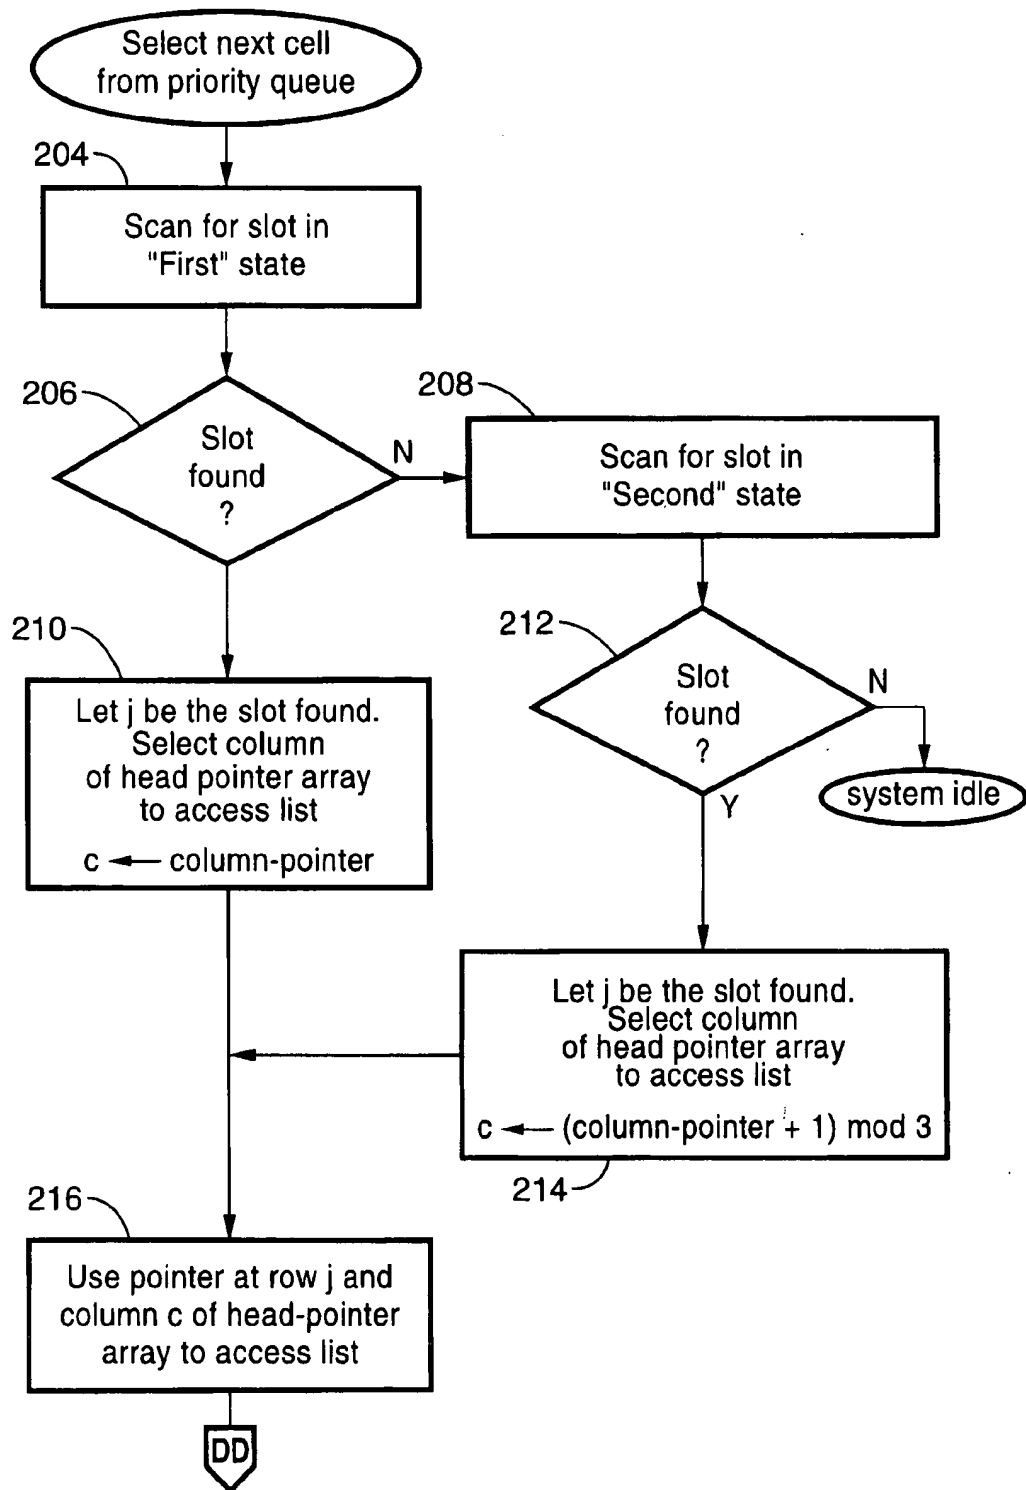 Select next cell
from priority queue
204
Scan for slot in
"First" state
206
Slot
found
?
N
208
Scan for slot in
"Second" state
210
Let j be the slot found.
Select column
of head pointer array
to access list
c ← column-pointer
212
Slot
found
?
N
Y
system idle
Let j be the slot found.
Select column
of head pointer array
to access list
c ← (column-pointer + 1) mod 3
214
216
Use pointer at row j and
column c of head-pointer
array to access list
DD